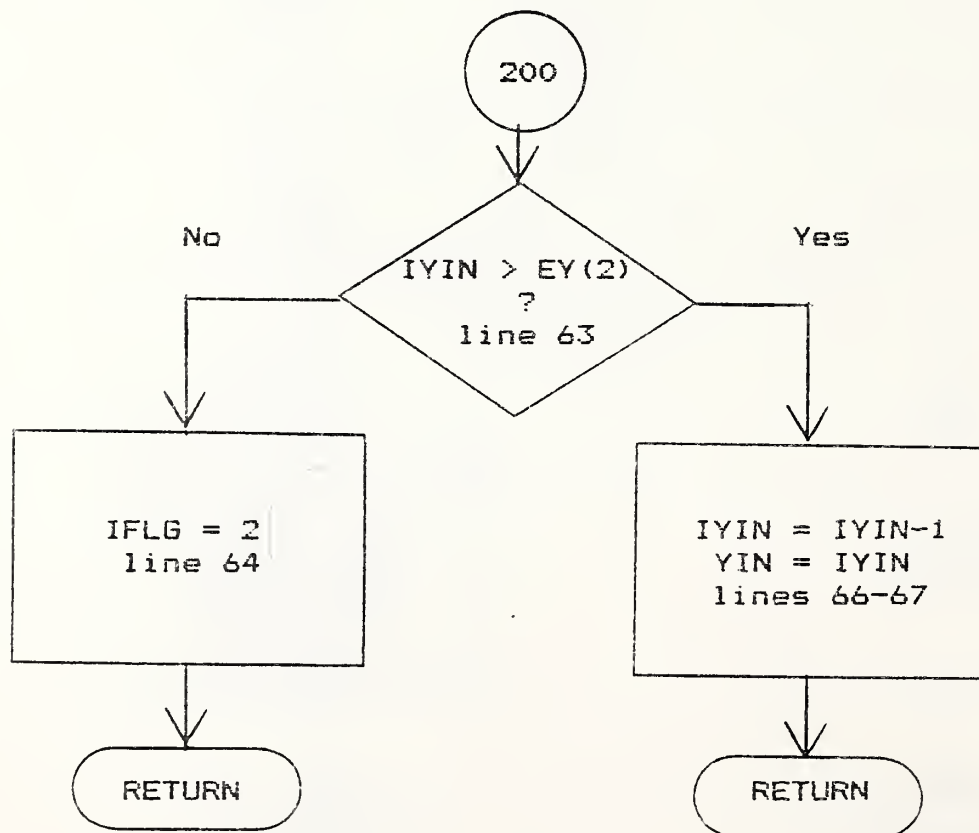 200
No
Yes
IYIN > EY(2)
?
line 63
IFLG = 2
line 64
IYIN = IYIN-1
YIN = IYIN
lines 66-67
RETURN
RETURN